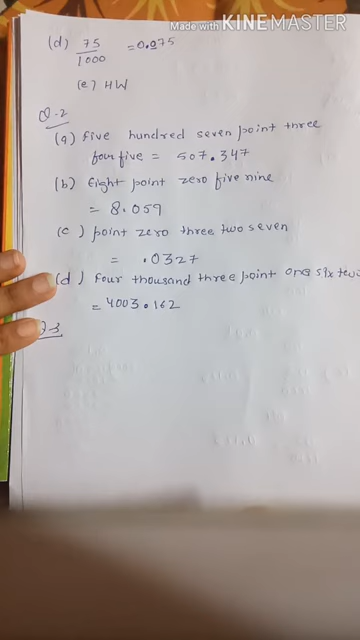 Made with KINEMASTER
(d) 75/1000 = 0.075
(e) HW
Q-2
(a) five hundred seven point three
four five = 507.347
(b) Eight point zero five nine
= 8.059
(c) point zero three two seven
= .0327
(d) four thousand three point one six two
= 4003.162